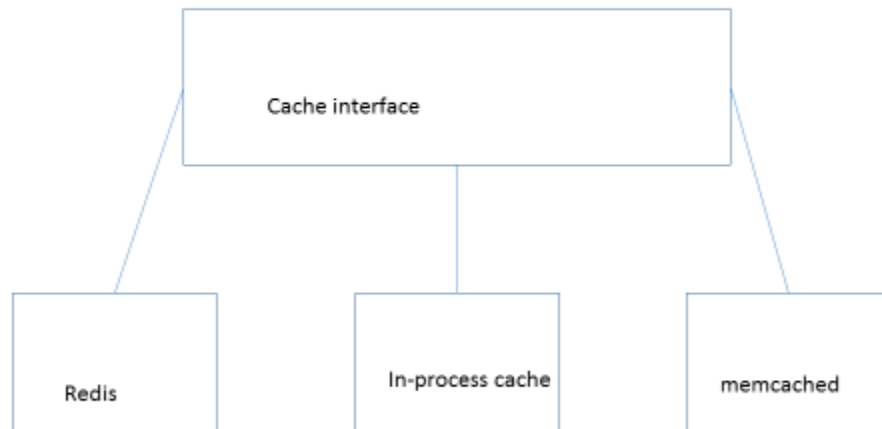 Cache interface
Redis
In-process cache
memcached